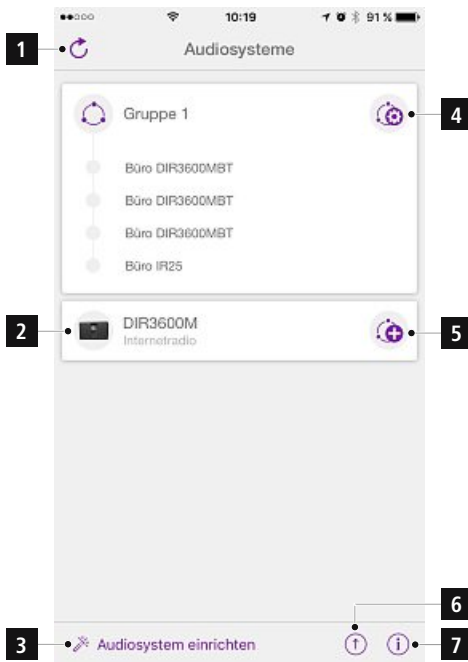 10:19
91 %
1
Audiosysteme
Gruppe 1
4
Büro DIR3600MBT
Büro DIR3600MBT
Büro DIR3600MBT
Büro IR25
2
DIR3600M
Internetradio
5
6
3
Audiosystem einrichten
7